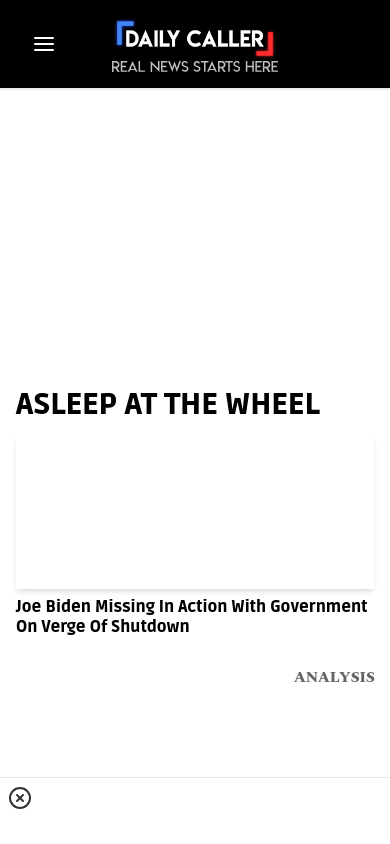 DAILY CALLER
REAL NEWS STARTS HERE
ASLEEP AT THE WHEEL
Joe Biden Missing In Action With Government
On Verge Of Shutdown
ANALYSIS